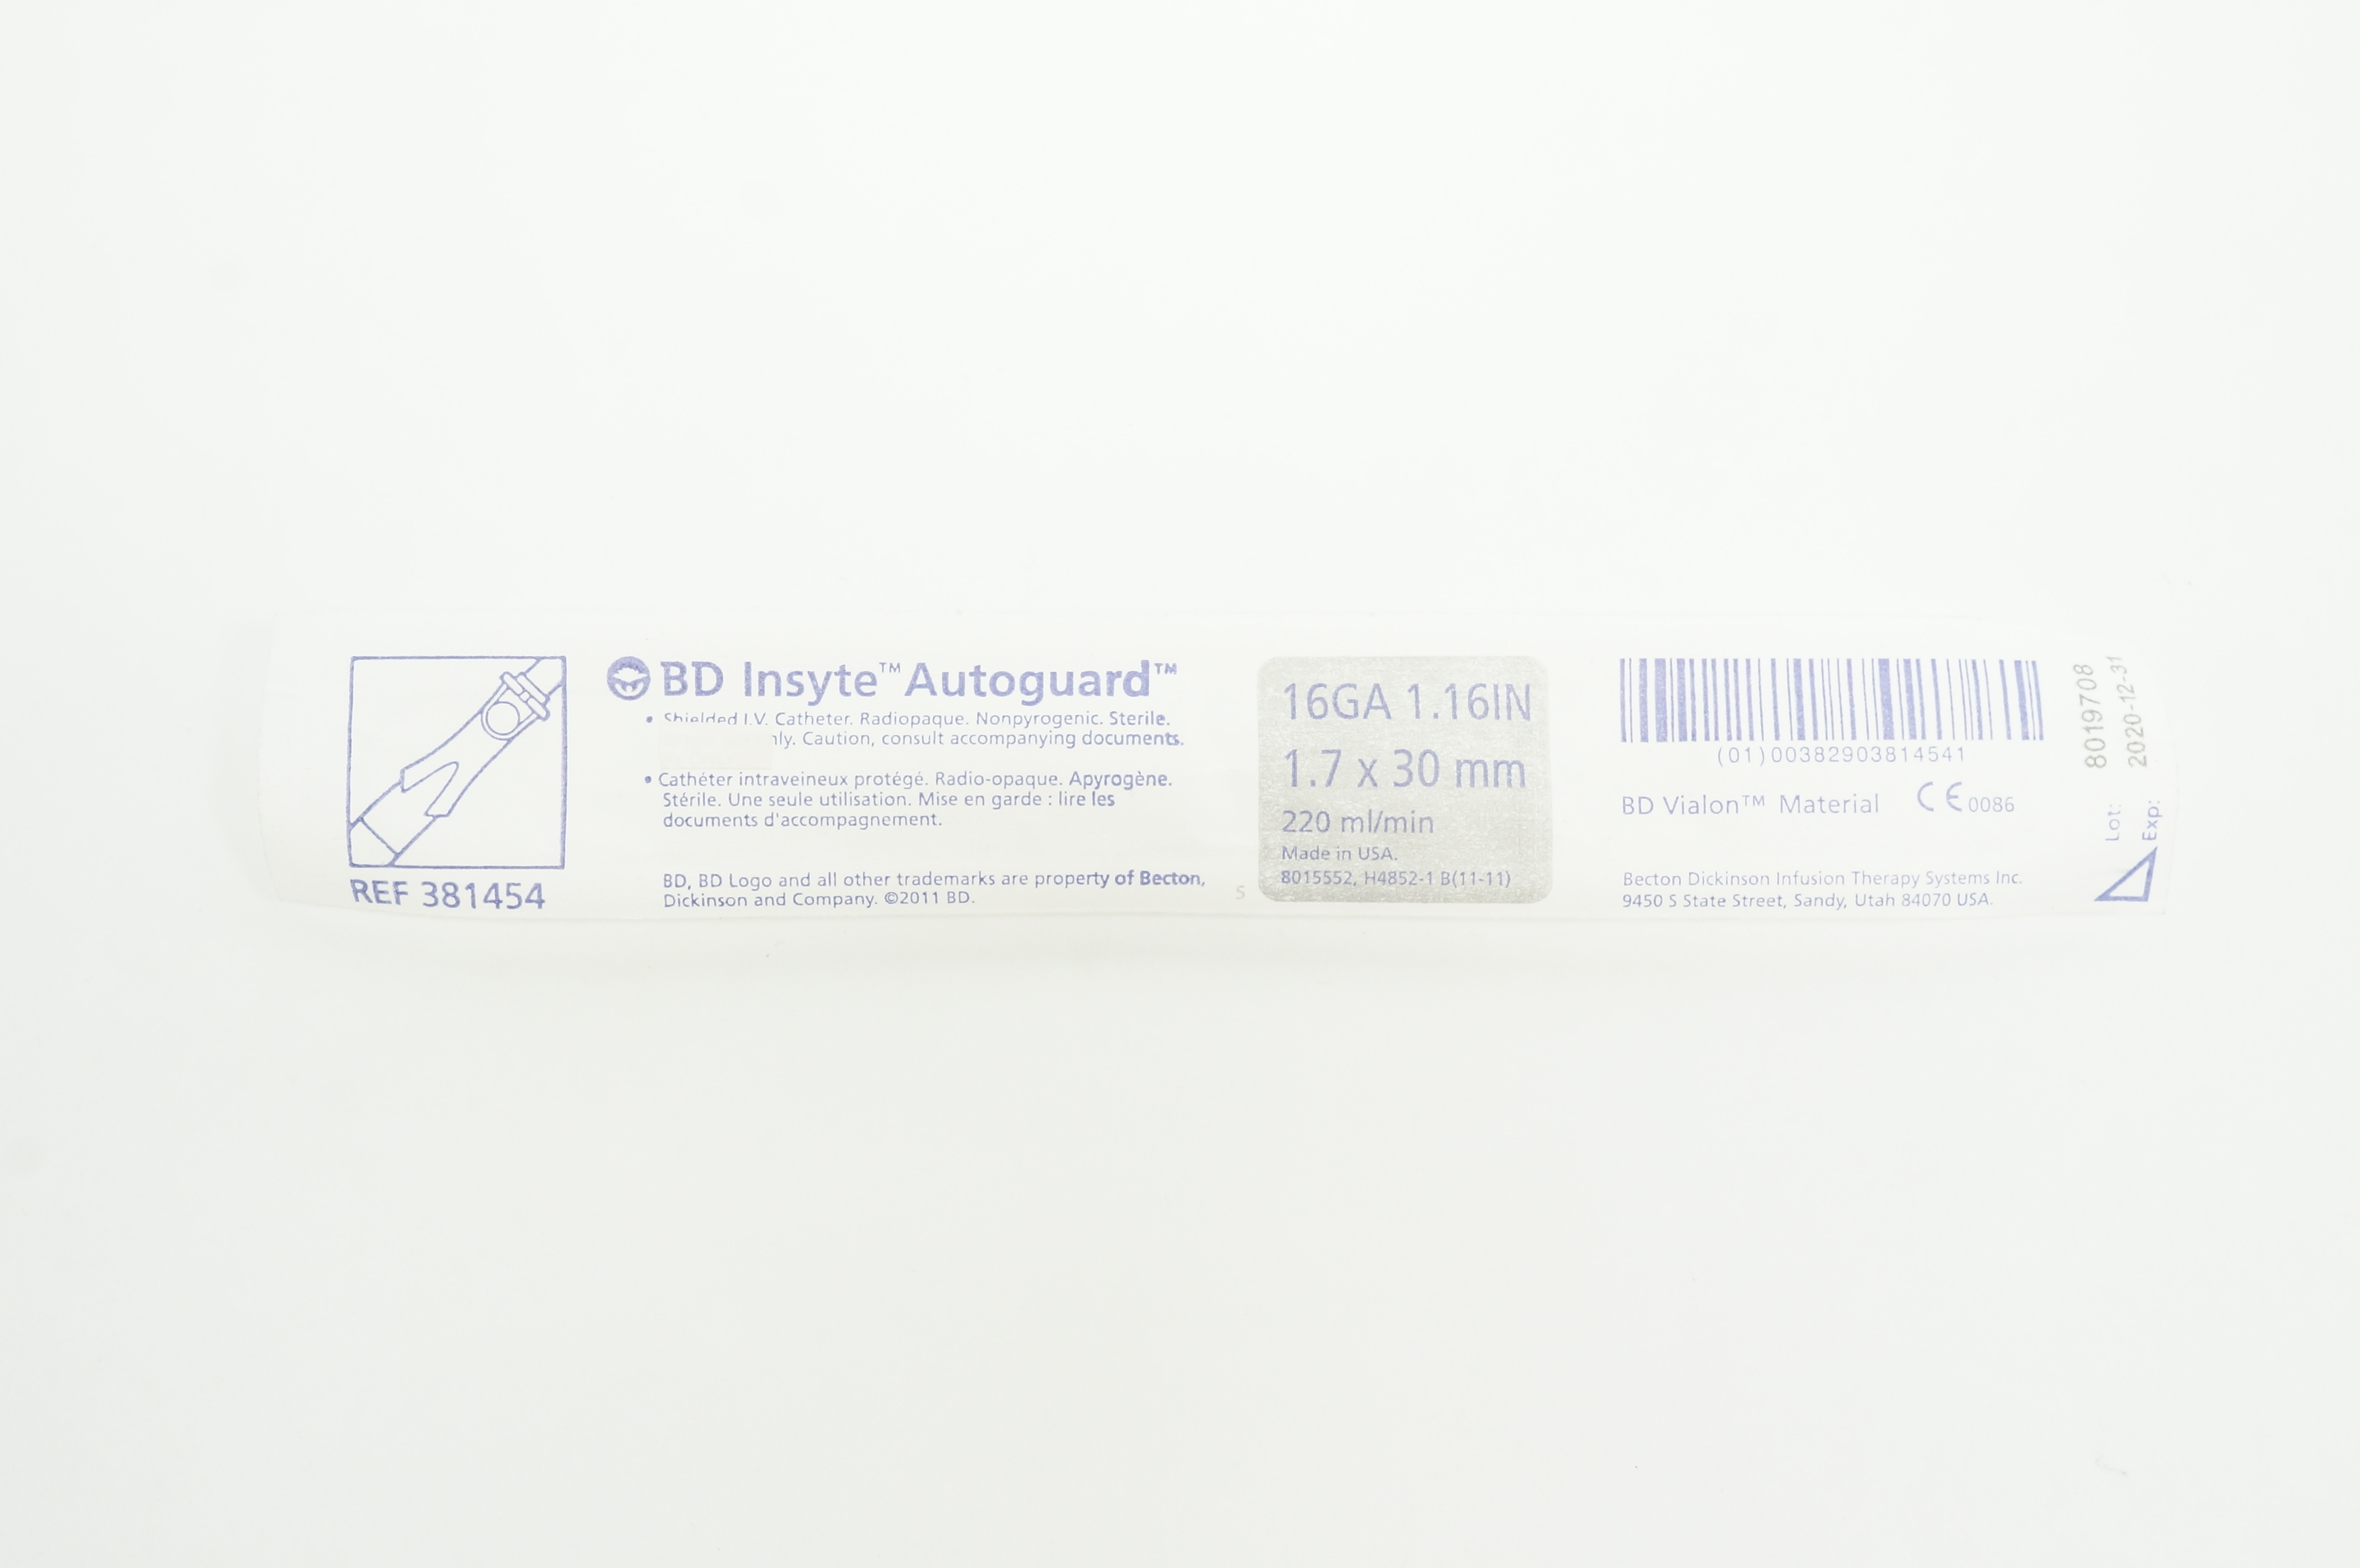 BD Insyte™ Autoguard™
• Shielded I.V. Catheter. Radiopaque. Nonpyrogenic. Sterile.
Caution, consult accompanying documents.
• Cathéter intraveineux protégé. Radio-opaque. Apyrogène.
Stérile. Une seule utilisation. Mise en garde : lire les
documents d'accompagnement.
BD, BD Logo and all other trademarks are property of Becton,
Dickinson and Company. ©2011 BD.
REF 381454
S
16GA 1.16IN
1.7 x 30 mm
220 ml/min
Made in USA.
8015552, H4852-1 B(11-11)
(01)00382903814541
BD Vialon™ Material CE 0086
Becton Dickinson Infusion Therapy Systems Inc.
9450 S State Street, Sandy, Utah 84070 USA.
Lot: 8019708
Exp: 2020-12-31